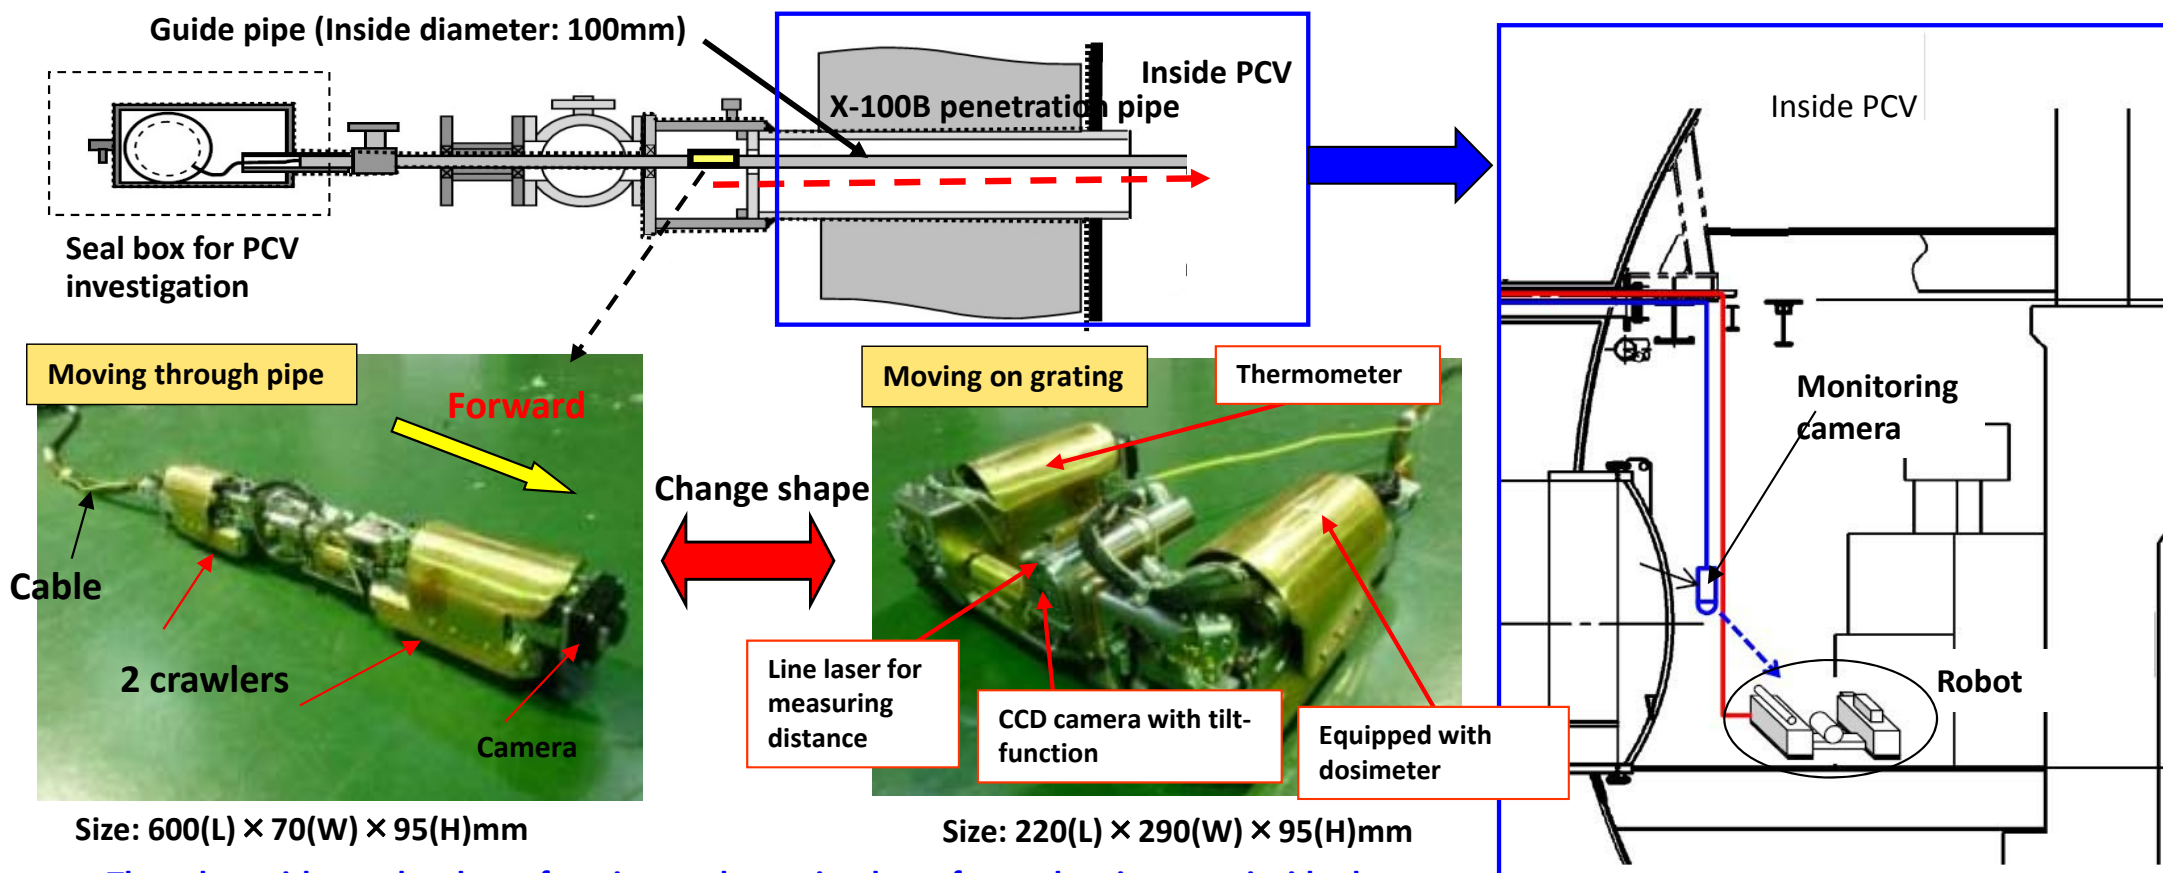 Guide pipe (Inside diameter: 100mm)
Inside PCV
X-100B penetration pipe
Seal box for PCV
investigation
Inside PCV
Monitoring
camera
Robot
Moving through pipe
Forward
Cable
2 crawlers
Camera
Size: 600(L)×70(W)×95(H)mm
Change shape
Moving on grating
Thermometer
Line laser for
measuring
distance
CCD camera with tilt-
function
Equipped with
dosimeter
Size: 220(L)×290(W)×95(H)mm